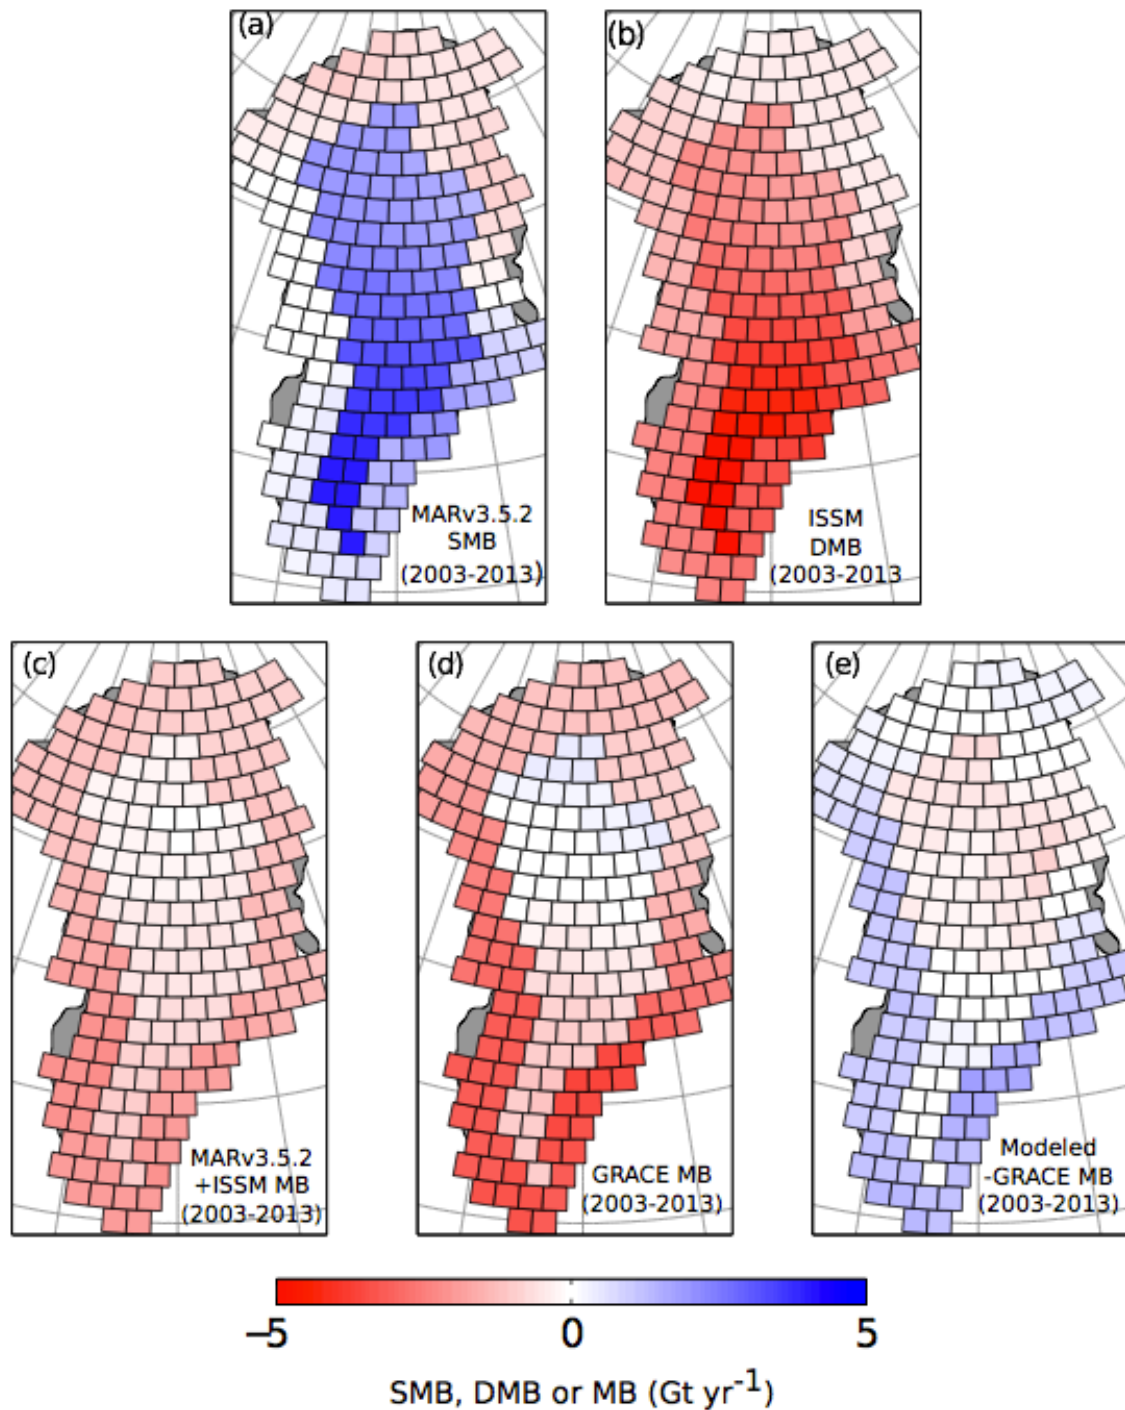 (a)
MARv3.5.2
SMB
(2003-2013)
(b)
ISSM
DMB
(2003-2013
(c)
MARv3.5.2
+ISSM MB
(2003-2013)
(d)
GRACE MB
(2003-2013)
(e)
Modeled
-GRACE MB
(2003-2013)
−5 0 5
SMB, DMB or MB (Gt yr-1)